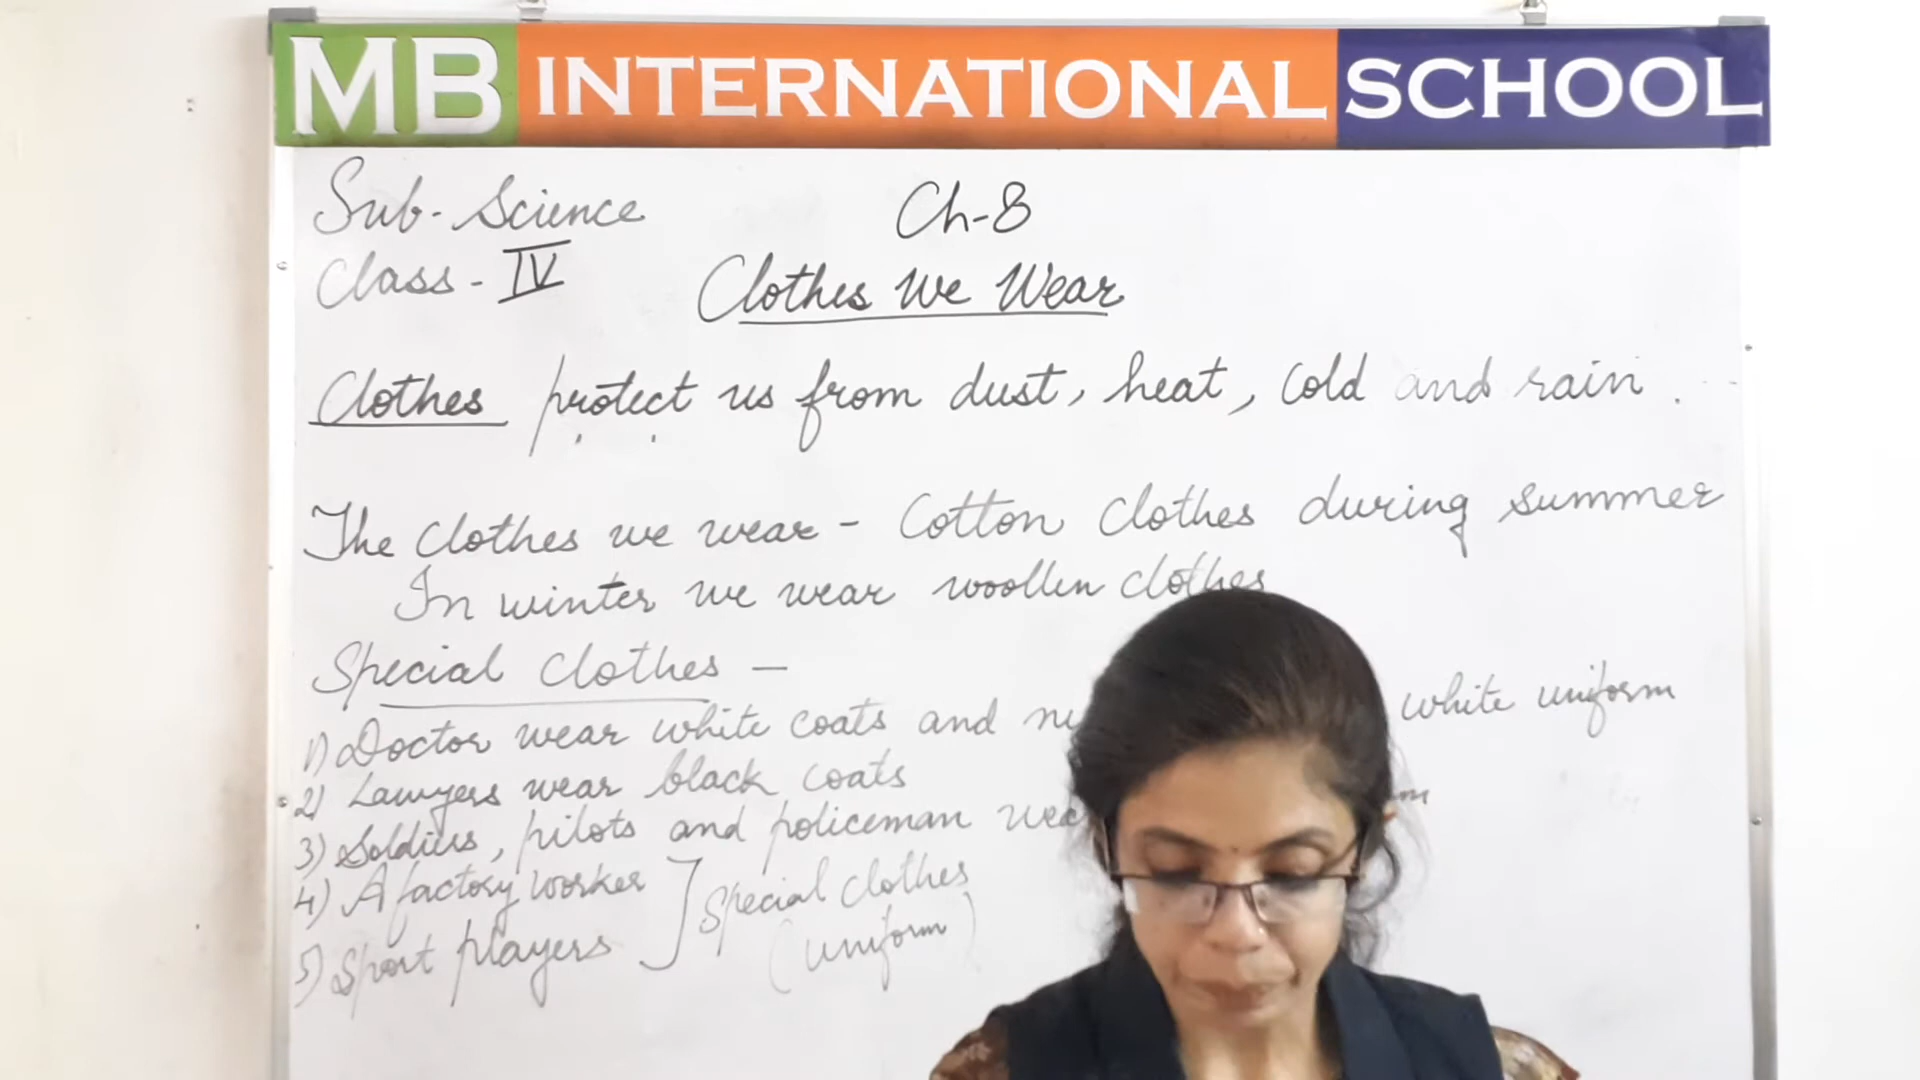 MB INTERNATIONAL SCHOOL
Sub- Science
Ch-8
Class - IV
Clothes We Wear
Clothes protect us from dust, heat, cold and rain.
The clothes we wear - Cotton clothes during summer
In winter we wear woollen clothes
Special clothes -
1) Doctor wear white coats and white uniform
2) Lawyers wear black coats
3) Soldiers, pilots and policeman
4) A factory worker
5) Sport players
Special clothes
(uniform)